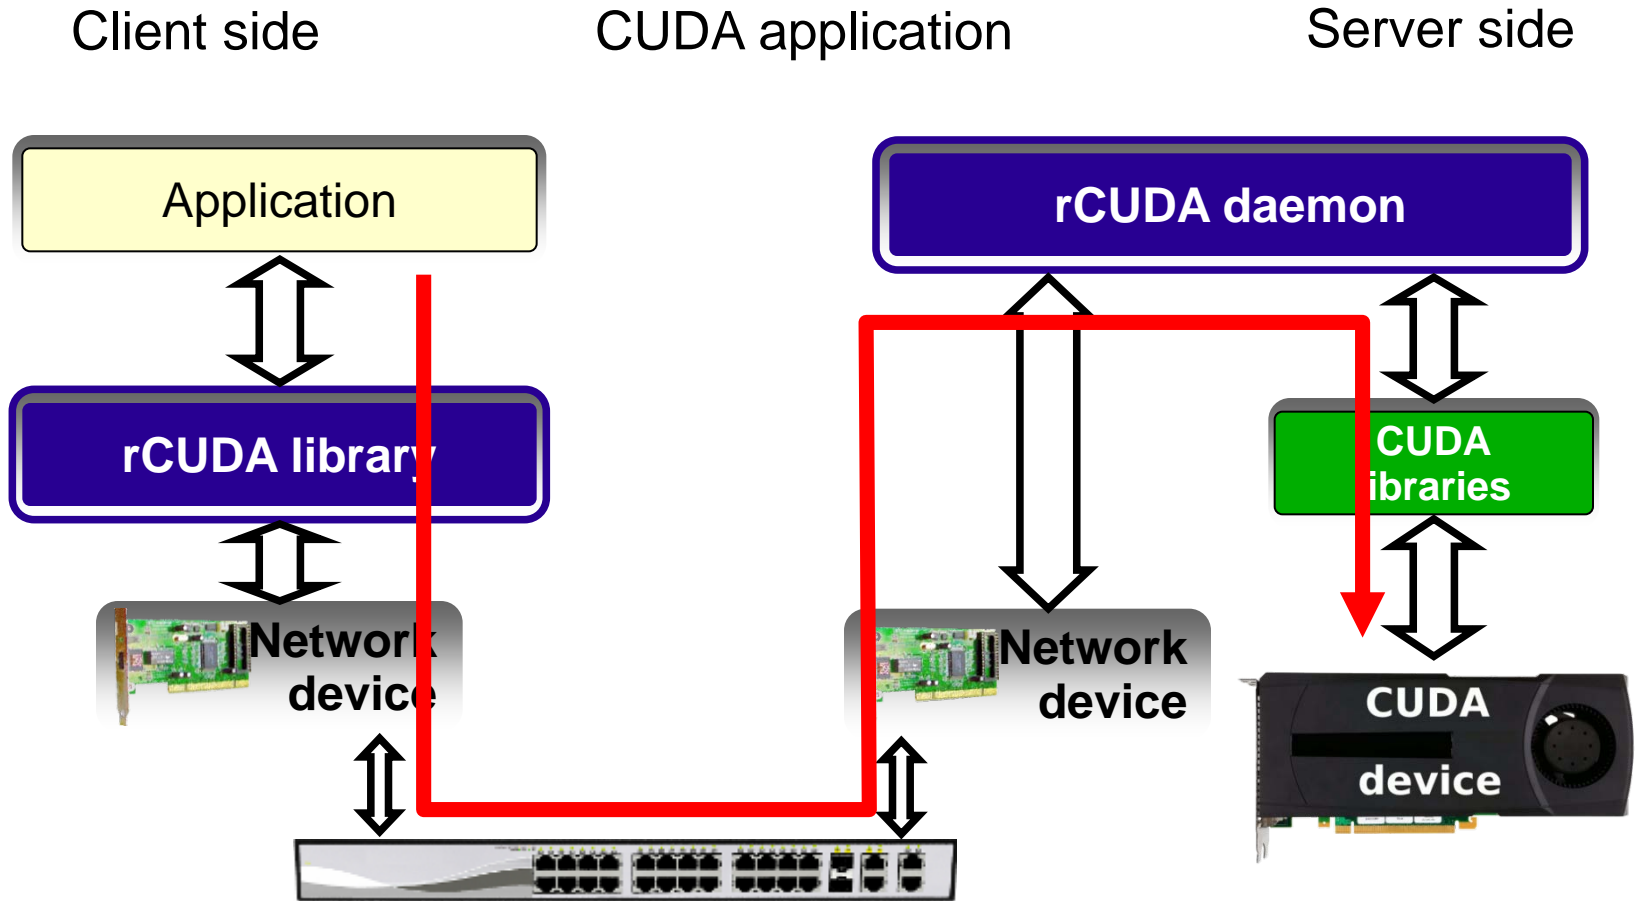 Client side
CUDA application
Server side
Application
rCUDA daemon
rCUDA library
CUDA
libraries
Network
device
Network
device
CUDA
device